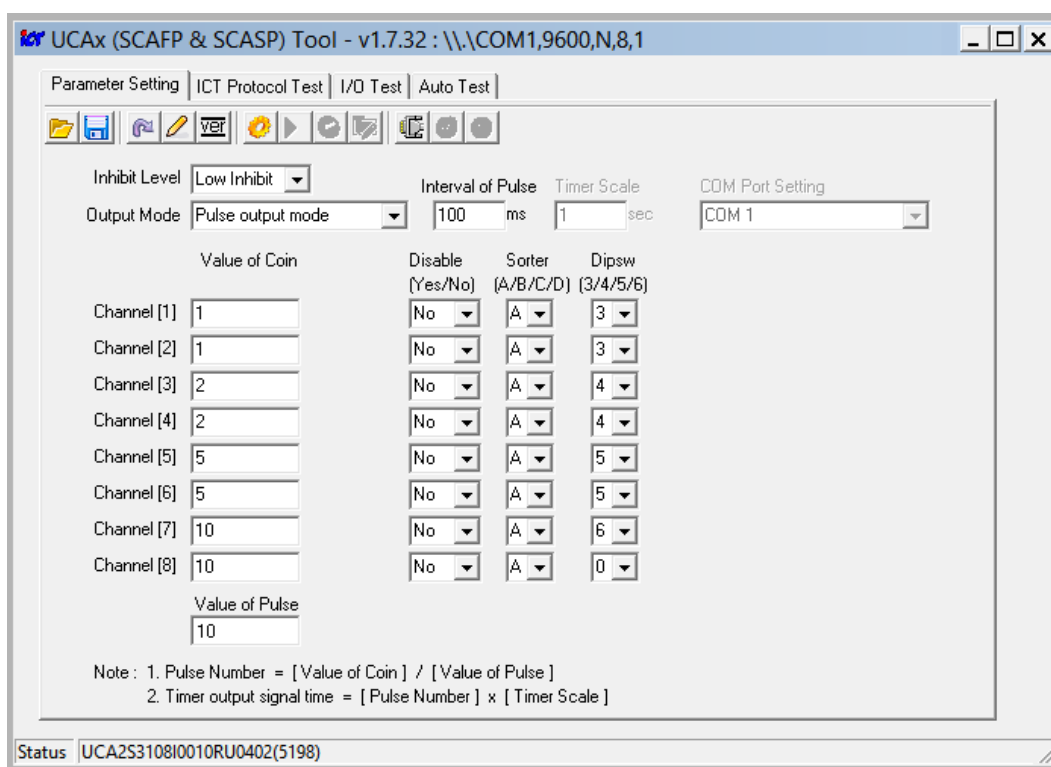 ict UCAx (SCAFP & SCASP) Tool - v1.7.32 : \\.\COM1,9600,N,8,1
Parameter Setting ICT Protocol Test I/O Test Auto Test
ver
Inhibit Level Low Inhibit
Interval of Pulse Timer Scale COM Port Setting
Output Mode Pulse output mode 100 ms 1 sec COM 1
Value of Coin Disable Sorter Dipsw
(Yes/No) (A/B/C/D) (3/4/5/6)
Channel [1] 1 No A 3
Channel [2] 1 No A 3
Channel [3] 2 No A 4
Channel [4] 2 No A 4
Channel [5] 5 No A 5
Channel [6] 5 No A 5
Channel [7] 10 No A 6
Channel [8] 10 No A 0
Value of Pulse
10
Note : 1. Pulse Number = [ Value of Coin ] / [ Value of Pulse ]
2. Timer output signal time = [ Pulse Number ] x [ Timer Scale ]
Status UCA2S3108I0010RU0402(5198)